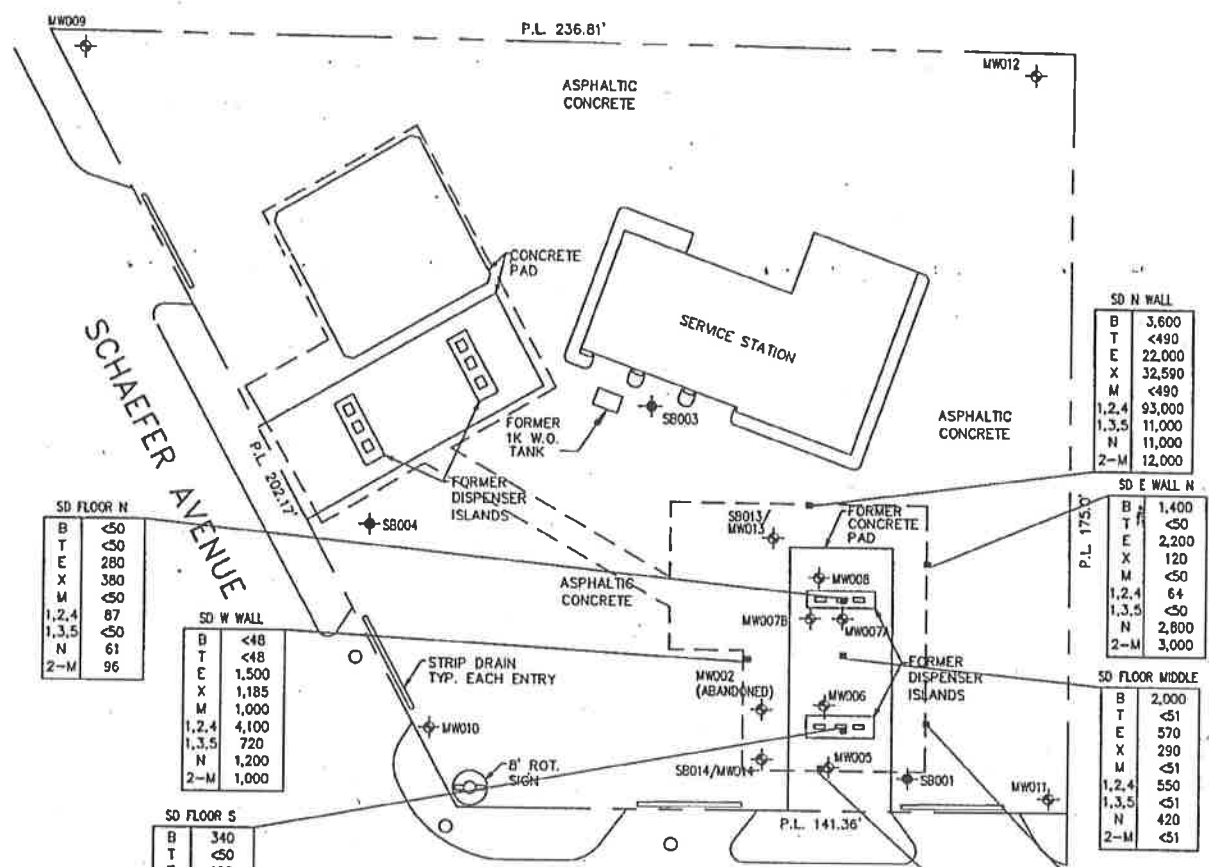 MW009
P.L. 236.81'
MW012
ASPHALTIC
CONCRETE
CONCRETE
PAD
SERVICE STATION
SCHAEFER AVENUE
P.L. 202.17'
FORMER
1K W.O.
TANK
SB003
ASPHALTIC
CONCRETE
FORMER
DISPENSER
ISLANDS
SB004
P.L. 175.0'
SD N WALL
B 3,600
T <490
E 22,000
X 32,590
M <490
1,2,4 93,000
1,3,5 11,000
N 11,000
2-M 12,000
SD E WALL N
B 1,400
T <50
E 2,200
X 120
M <50
1,2,4 64
1,3,5 <50
N 2,800
2-M 3,000
SD FLOOR N
B <50
T <50
E 280
X 380
M <50
1,2,4 87
1,3,5 <50
N 61
2-M 96
SB013/
MW013
FORMER
CONCRETE
PAD
ASPHALTIC
CONCRETE
MW008
MW007B
MW007A
SD W WALL
B <48
T <48
E 1,500
X 1,185
M 1,000
1,2,4 4,100
1,3,5 720
N 1,200
2-M 1,000
STRIP DRAIN
TYP. EACH ENTRY
MW002
(ABANDONED)
FORMER
DISPENSER
ISLANDS
MW006
SD FLOOR MIDDLE
B 2,000
T <51
E 570
X 290
M <51
1,2,4 550
1,3,5 <51
N 420
2-M <51
MW010
8' ROT.
SIGN
SB014/MW014
MW005
SB001
MW011
P.L. 141.36'
SD FLOOR S
B 340
T <50